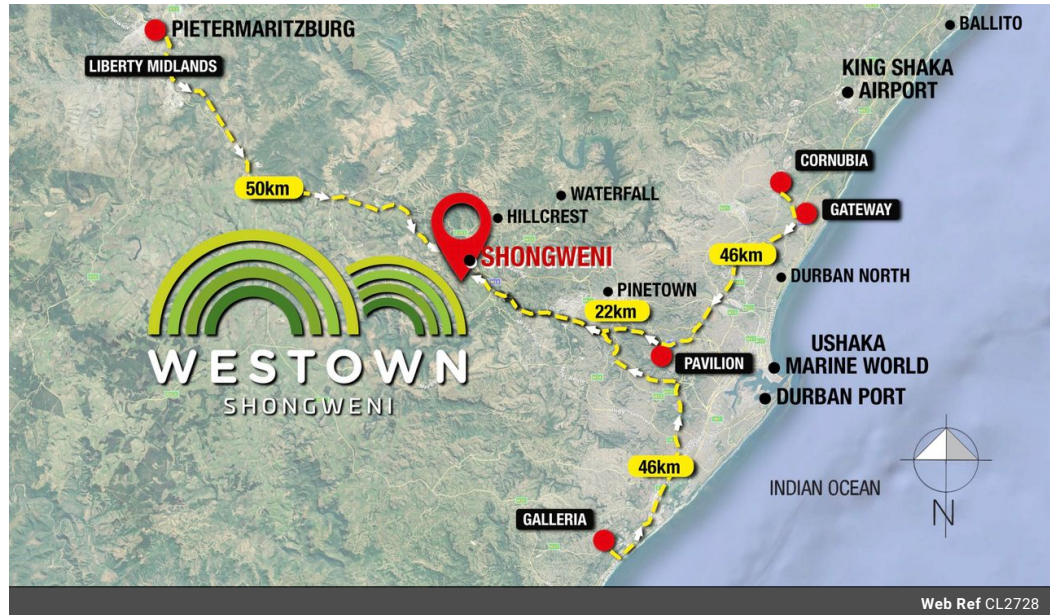 PIETERMARITZBURG
LIBERTY MIDLANDS
BALLITO
KING SHAKA
AIRPORT
CORNUBIA
GATEWAY
50km
WATERFALL
HILLCREST
SHONGWENI
46km
DURBAN NORTH
PINETOWN
22km
PAVILION
USHAKA
MARINE WORLD
DURBAN PORT
WESTOWN
SHONGWENI
46km
GALLERIA
INDIAN OCEAN
N
Web Ref CL2728